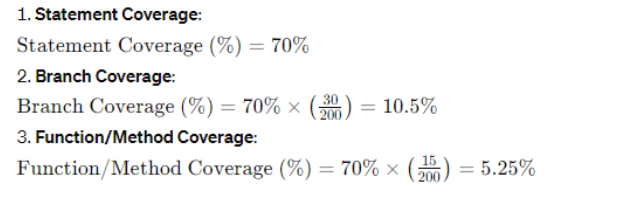 1. Statement Coverage:
Statement Coverage (%) = 70%
2. Branch Coverage:
Branch Coverage (%) = 70% × (30/200) = 10.5%
3. Function/Method Coverage:
Function/Method Coverage (%) = 70% × (15/200) = 5.25%